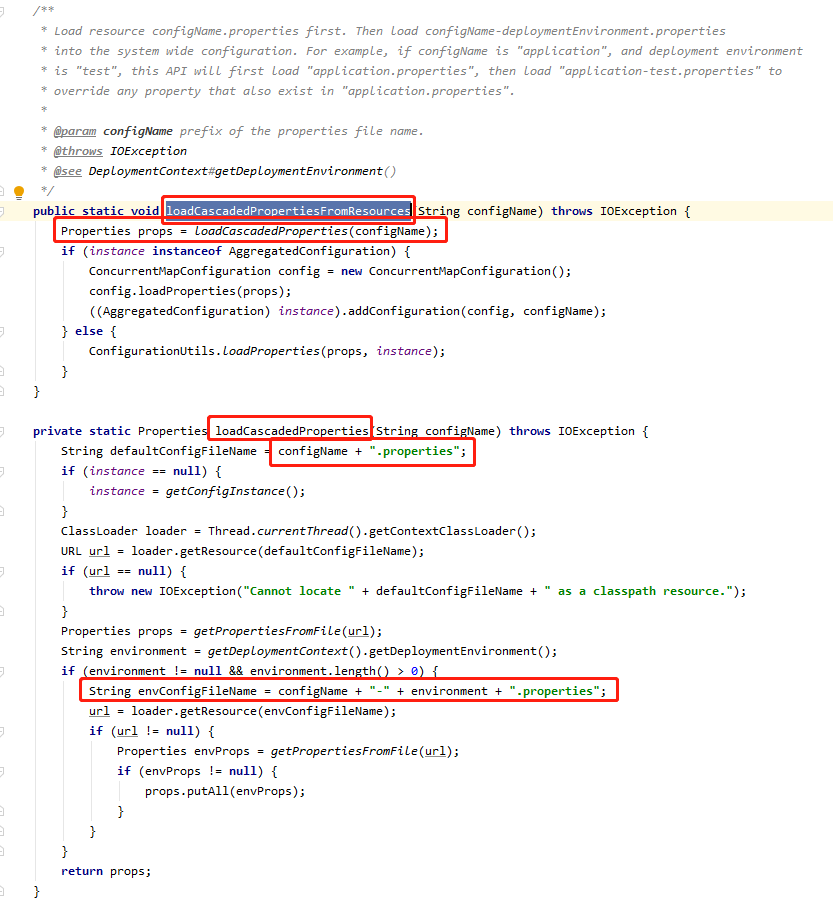 /**
 * Load resource configName.properties first. Then load configName-deploymentEnvironment.properties
 * into the system wide configuration. For example, if configName is "application", and deployment environment
 * is "test", this API will first load "application.properties", then load "application-test.properties" to
 * override any property that also exist in "application.properties".
 *
 * @param configName prefix of the properties file name.
 * @throws IOException
 * @see DeploymentContext#getDeploymentEnvironment()
 */
public static void loadCascadedPropertiesFromResources(String configName) throws IOException {
    Properties props = loadCascadedProperties(configName);
    if (instance instanceof AggregatedConfiguration) {
        ConcurrentMapConfiguration config = new ConcurrentMapConfiguration();
        config.loadProperties(props);
        ((AggregatedConfiguration) instance).addConfiguration(config, configName);
    } else {
        ConfigurationUtils.loadProperties(props, instance);
    }
}
private static Properties loadCascadedProperties(String configName) throws IOException {
    String defaultConfigFileName = configName + ".properties";
    if (instance == null) {
        instance = getConfigInstance();
    }
    ClassLoader loader = Thread.currentThread().getContextClassLoader();
    URL url = loader.getResource(defaultConfigFileName);
    if (url == null) {
        throw new IOException("Cannot locate " + defaultConfigFileName + " as a classpath resource.");
    }
    Properties props = getPropertiesFromFile(url);
    String environment = getDeploymentContext().getDeploymentEnvironment();
    if (environment != null && environment.length() > 0) {
        String envConfigFileName = configName + "-" + environment + ".properties";
        url = loader.getResource(envConfigFileName);
        if (url != null) {
            Properties envProps = getPropertiesFromFile(url);
            if (envProps != null) {
                props.putAll(envProps);
            }
        }
    }
    return props;
}